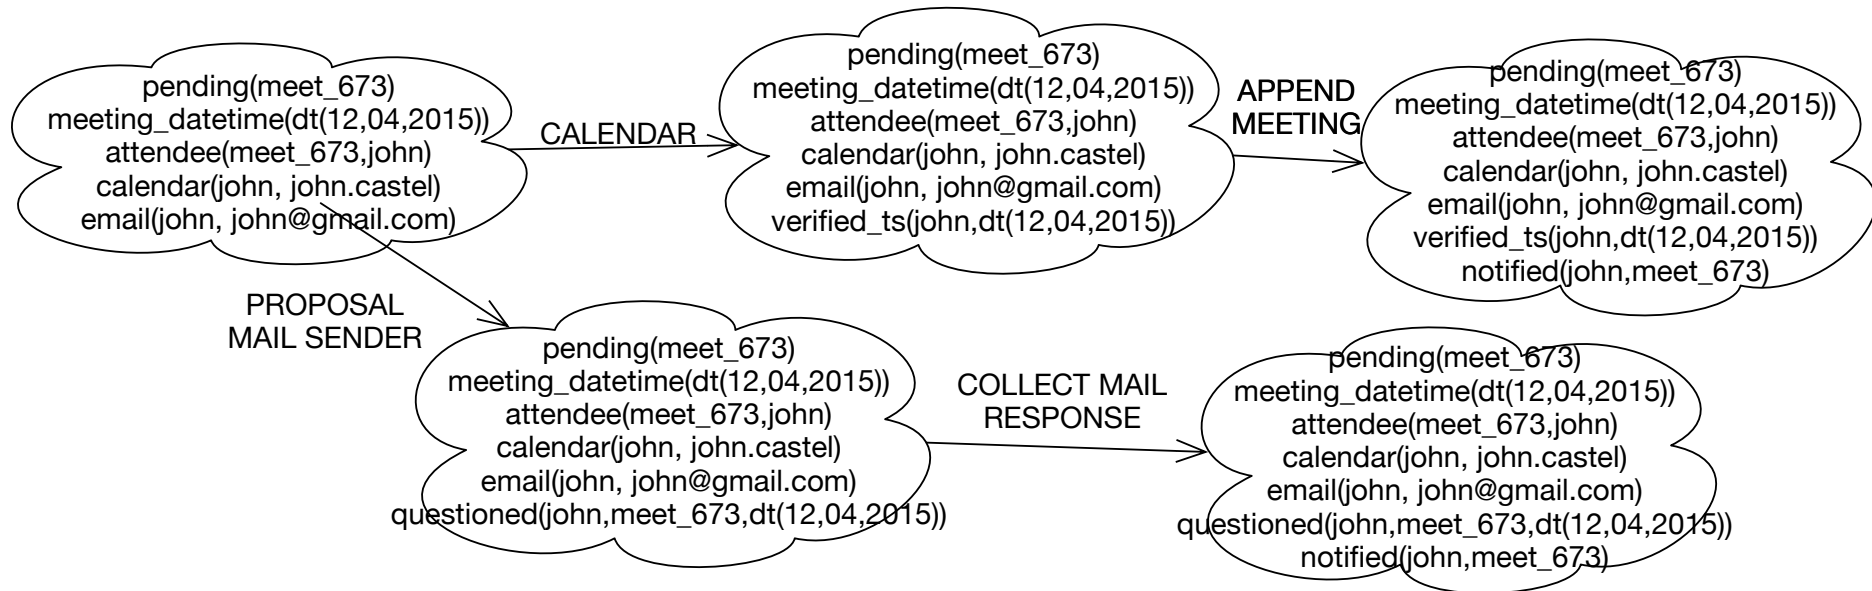 pending(meet_673)
meeting_datetime(dt(12,04,2015))
attendee(meet_673,john)
calendar(john, john.castel)
email(john, john@gmail.com)
CALENDAR
pending(meet_673)
meeting_datetime(dt(12,04,2015))
attendee(meet_673,john)
calendar(john, john.castel)
email(john, john@gmail.com)
verified_ts(john,dt(12,04,2015))
APPEND
MEETING
pending(meet_673)
meeting_datetime(dt(12,04,2015))
attendee(meet_673,john)
calendar(john, john.castel)
email(john, john@gmail.com)
verified_ts(john,dt(12,04,2015))
notified(john,meet_673)
PROPOSAL
MAIL SENDER
pending(meet_673)
meeting_datetime(dt(12,04,2015))
attendee(meet_673,john)
calendar(john, john.castel)
email(john, john@gmail.com)
questioned(john,meet_673,dt(12,04,2015))
COLLECT MAIL
RESPONSE
pending(meet_673)
meeting_datetime(dt(12,04,2015))
attendee(meet_673,john)
calendar(john, john.castel)
email(john, john@gmail.com)
questioned(john,meet_673,dt(12,04,2015))
notified(john,meet_673)